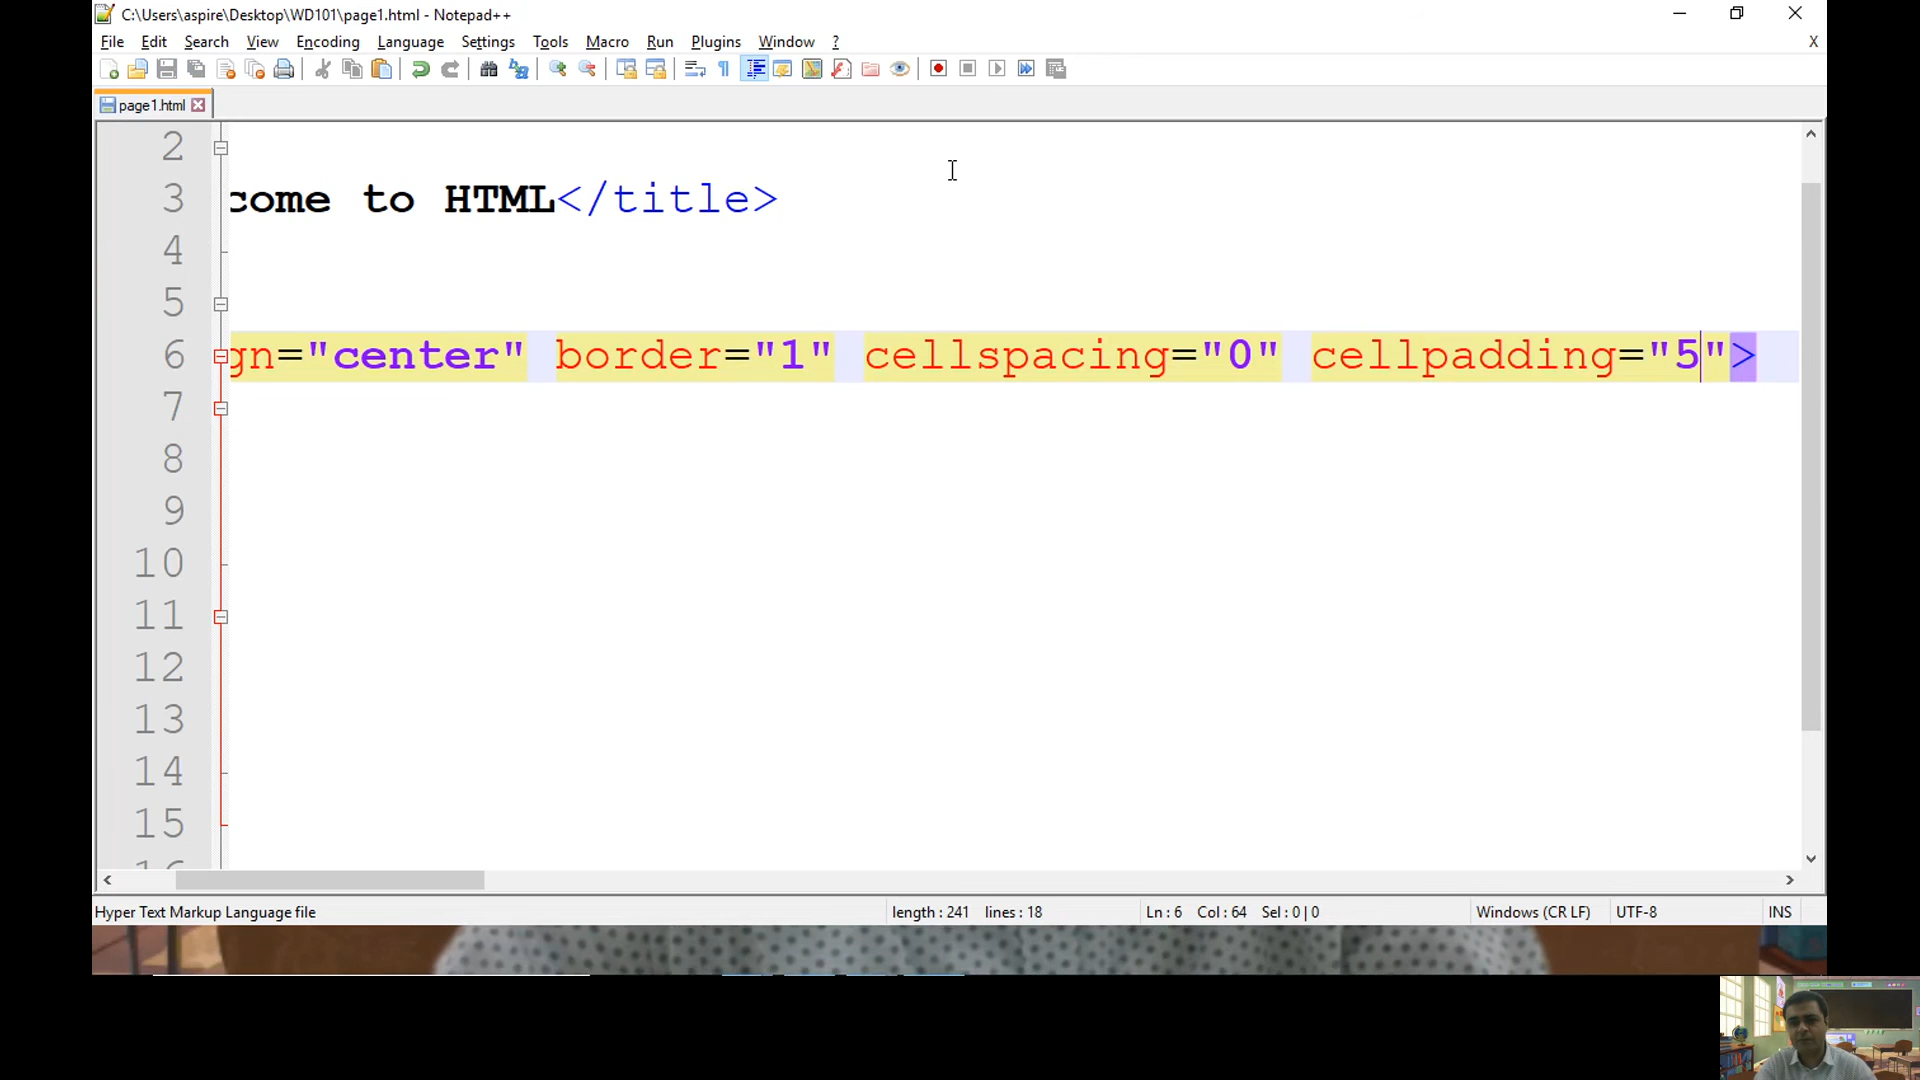 C:\Users\aspire\Desktop\WD101\page1.html - Notepad++
File Edit Search View Encoding Language Settings Tools Macro Run Plugins Window ? X
page1.html
2
3 come to HTML</title>
4
5
6 gn="center" border="1" cellspacing="0" cellpadding="5">
7
8
9
10
11
12
13
14
15
16
Hyper Text Markup Language file length : 241 lines : 18 Ln : 6 Col : 64 Sel : 0 | 0 Windows (CR LF) UTF-8 INS